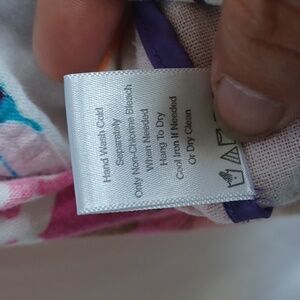 Hand Wash Cold
Separately
Only Non-Chlorine Bleach
When Needed
Hang To Dry
Cool Iron If Needed
Or Dry Clean